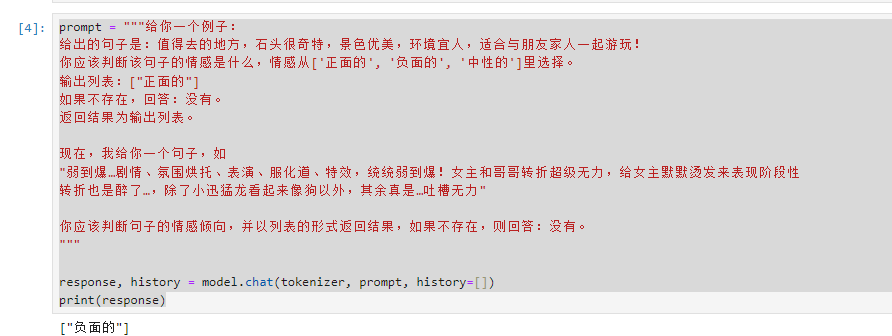 [4]: prompt = """给你一个例子：
给出的句子是：值得去的地方，石头很奇特，景色优美，环境宜人，适合与朋友家人一起游玩！
你应该判断该句子的情感是什么，情感从['正面的', '负面的', '中性的']里选择。
输出列表：["正面的"]
如果不存在，回答：没有。
返回结果为输出列表。
现在，我给你一个句子，如
"弱到爆…剧情、氛围烘托、表演、服化道、特效，统统弱到爆！女主和哥哥转折超级无力，给女主默默烫发来表现阶段性
转折也是醉了…，除了小迅猛龙看起来像狗以外，其余真是…吐槽无力"
你应该判断句子的情感倾向，并以列表的形式返回结果，如果不存在，则回答：没有。
"""
response, history = model.chat(tokenizer, prompt, history=[])
print(response)
["负面的"]